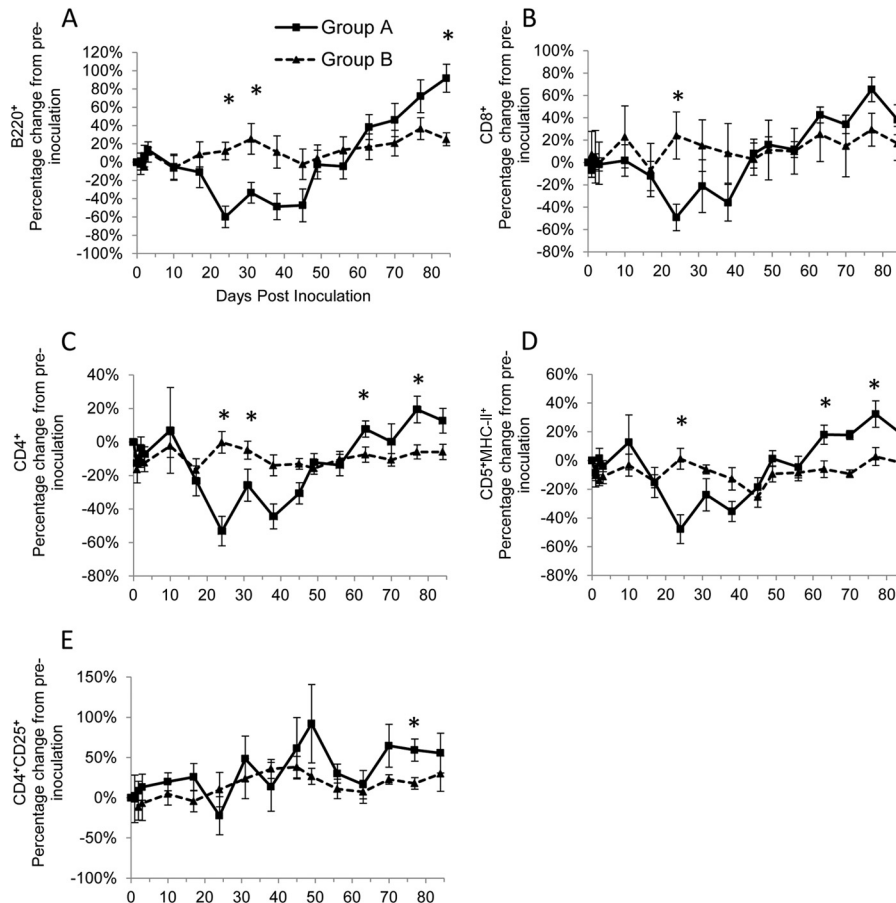 A
Group A
Group B
*
*
*
B220+
Percentage change from pre-
inoculation
120%
100%
80%
60%
40%
20%
0%
-20%
-40%
-60%
-80%
-100%
0 10 20 30 40 50 60 70 80
Days Post Inoculation
B
*
CD8+
Percentage change from pre-
inoculation
100%
80%
60%
40%
20%
0%
-20%
-40%
-60%
-80%
0 10 20 30 40 50 60 70 80
C
* * * *
CD4+
Percentage change from pre-
inoculation
40%
20%
0%
-20%
-40%
-60%
-80%
0 10 20 30 40 50 60 70 80
D
* * *
CD5+MHC-II+
Percentage change from pre-
inoculation
60%
40%
20%
0%
-20%
-40%
-60%
-80%
0 10 20 30 40 50 60 70 80
E
*
CD4+CD25+
Percentage change from pre-
inoculation
150%
100%
50%
0%
-50%
-100%
0 10 20 30 40 50 60 70 80